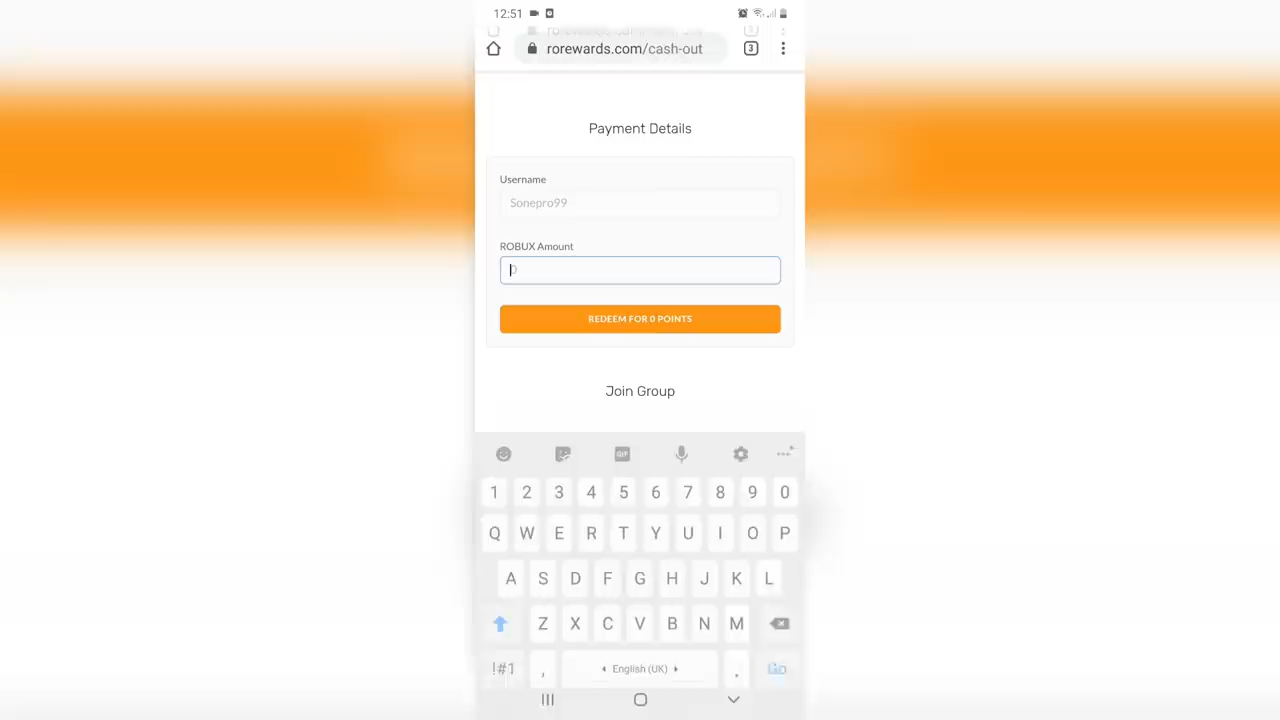 12:51
rorewards.com/cash-out
3
Payment Details
Username
Sonepro99
ROBUX Amount
0
REDEEM FOR 0 POINTS
Join Group
GIF
1 2 3 4 5 6 7 8 9 0
Q W E R T Y U I O P
A S D F G H J K L
Z X C V B N M
!#1 , English (UK) . Go